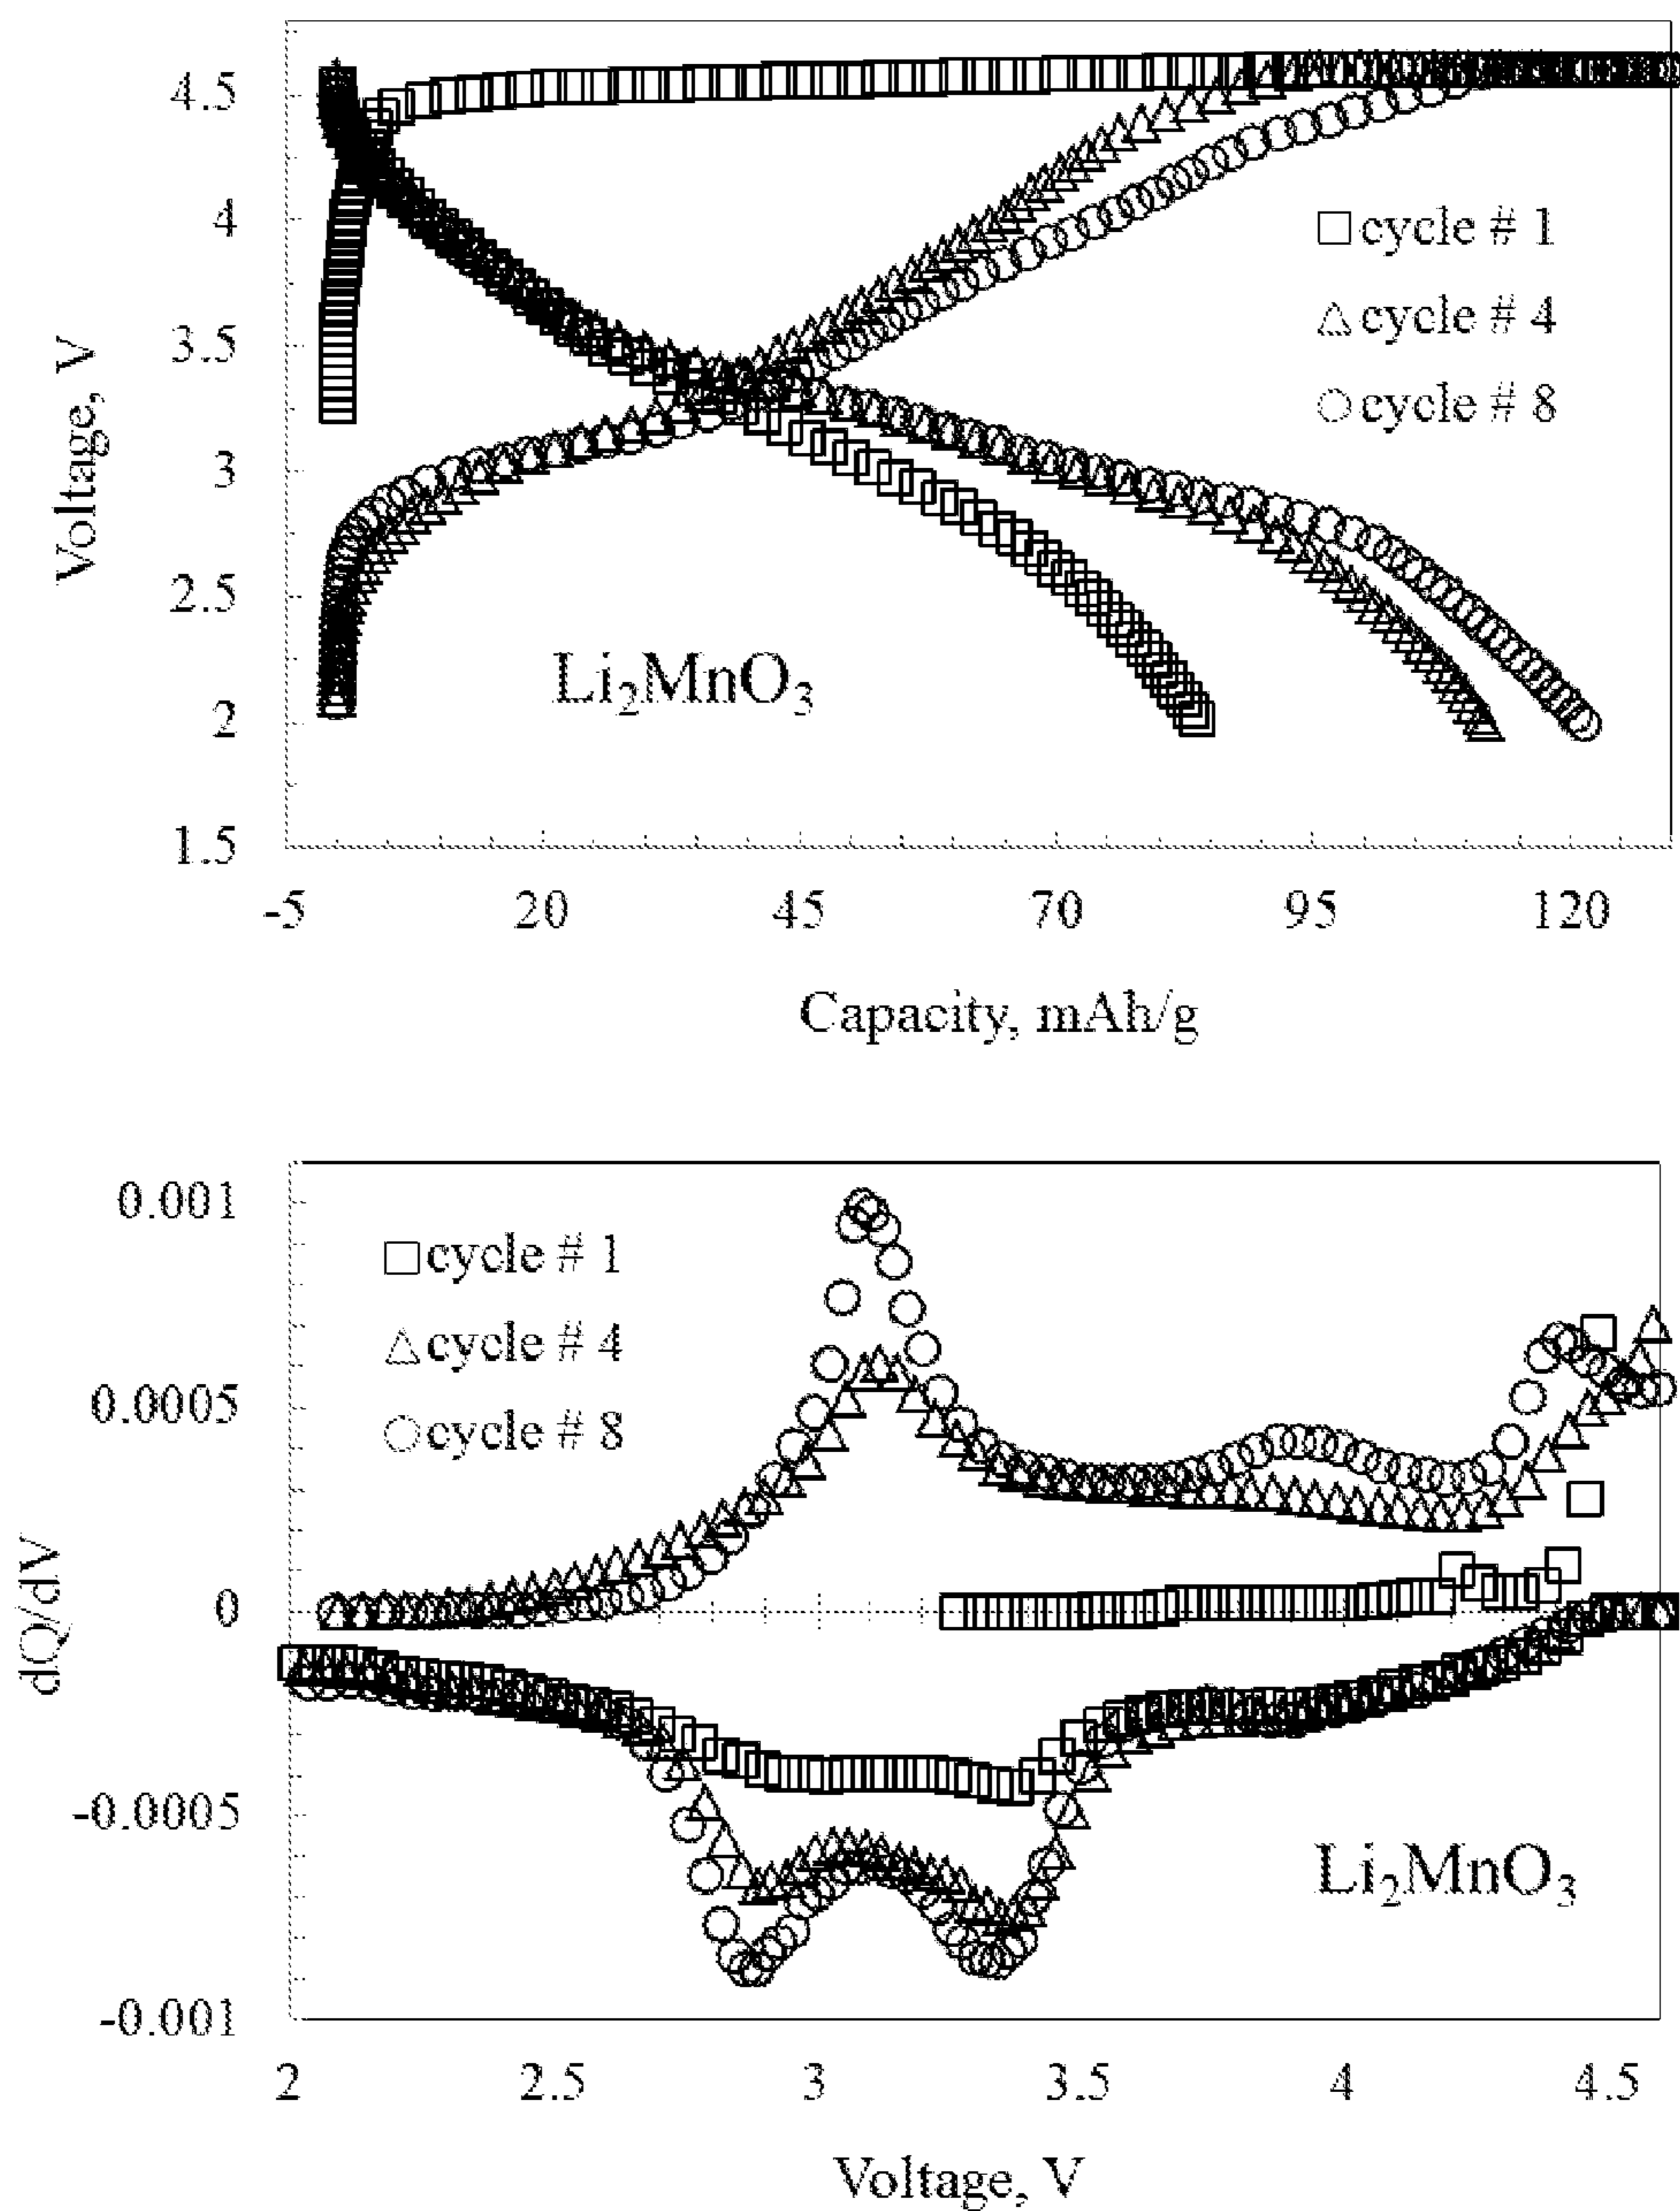 4.5
4
3.5
3
2.5
2
1.5
Voltage, V
□ cycle # 1
△ cycle # 4
○ cycle # 8
Li₂MnO₃
-5 20 45 70 95 120
Capacity, mAh/g
0.001
0.0005
0
-0.0005
-0.001
dQ/dV
□ cycle # 1
△ cycle # 4
○ cycle # 8
Li₂MnO₃
2 2.5 3 3.5 4 4.5
Voltage, V